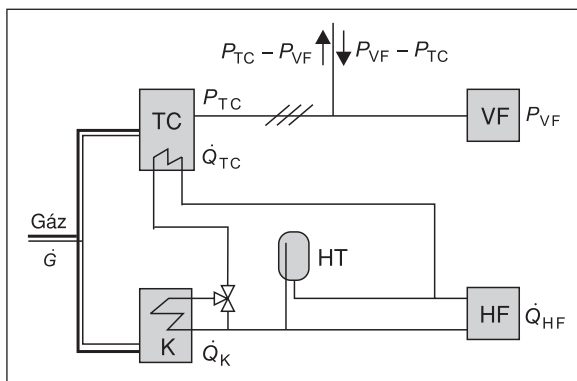 P_TC – P_VF
P_VF – P_TC
P_TC
TC
VF
P_VF
Q̇_TC
Gáz
Ġ
HT
HF
Q̇_HF
K
Q̇_K